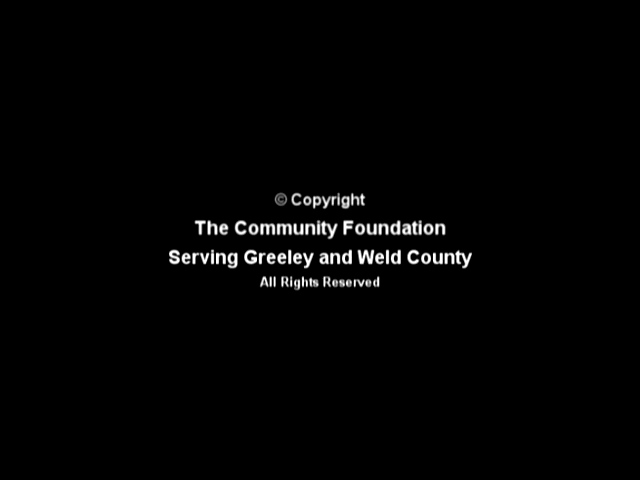 © Copyright
The Community Foundation
Serving Greeley and Weld County
All Rights Reserved